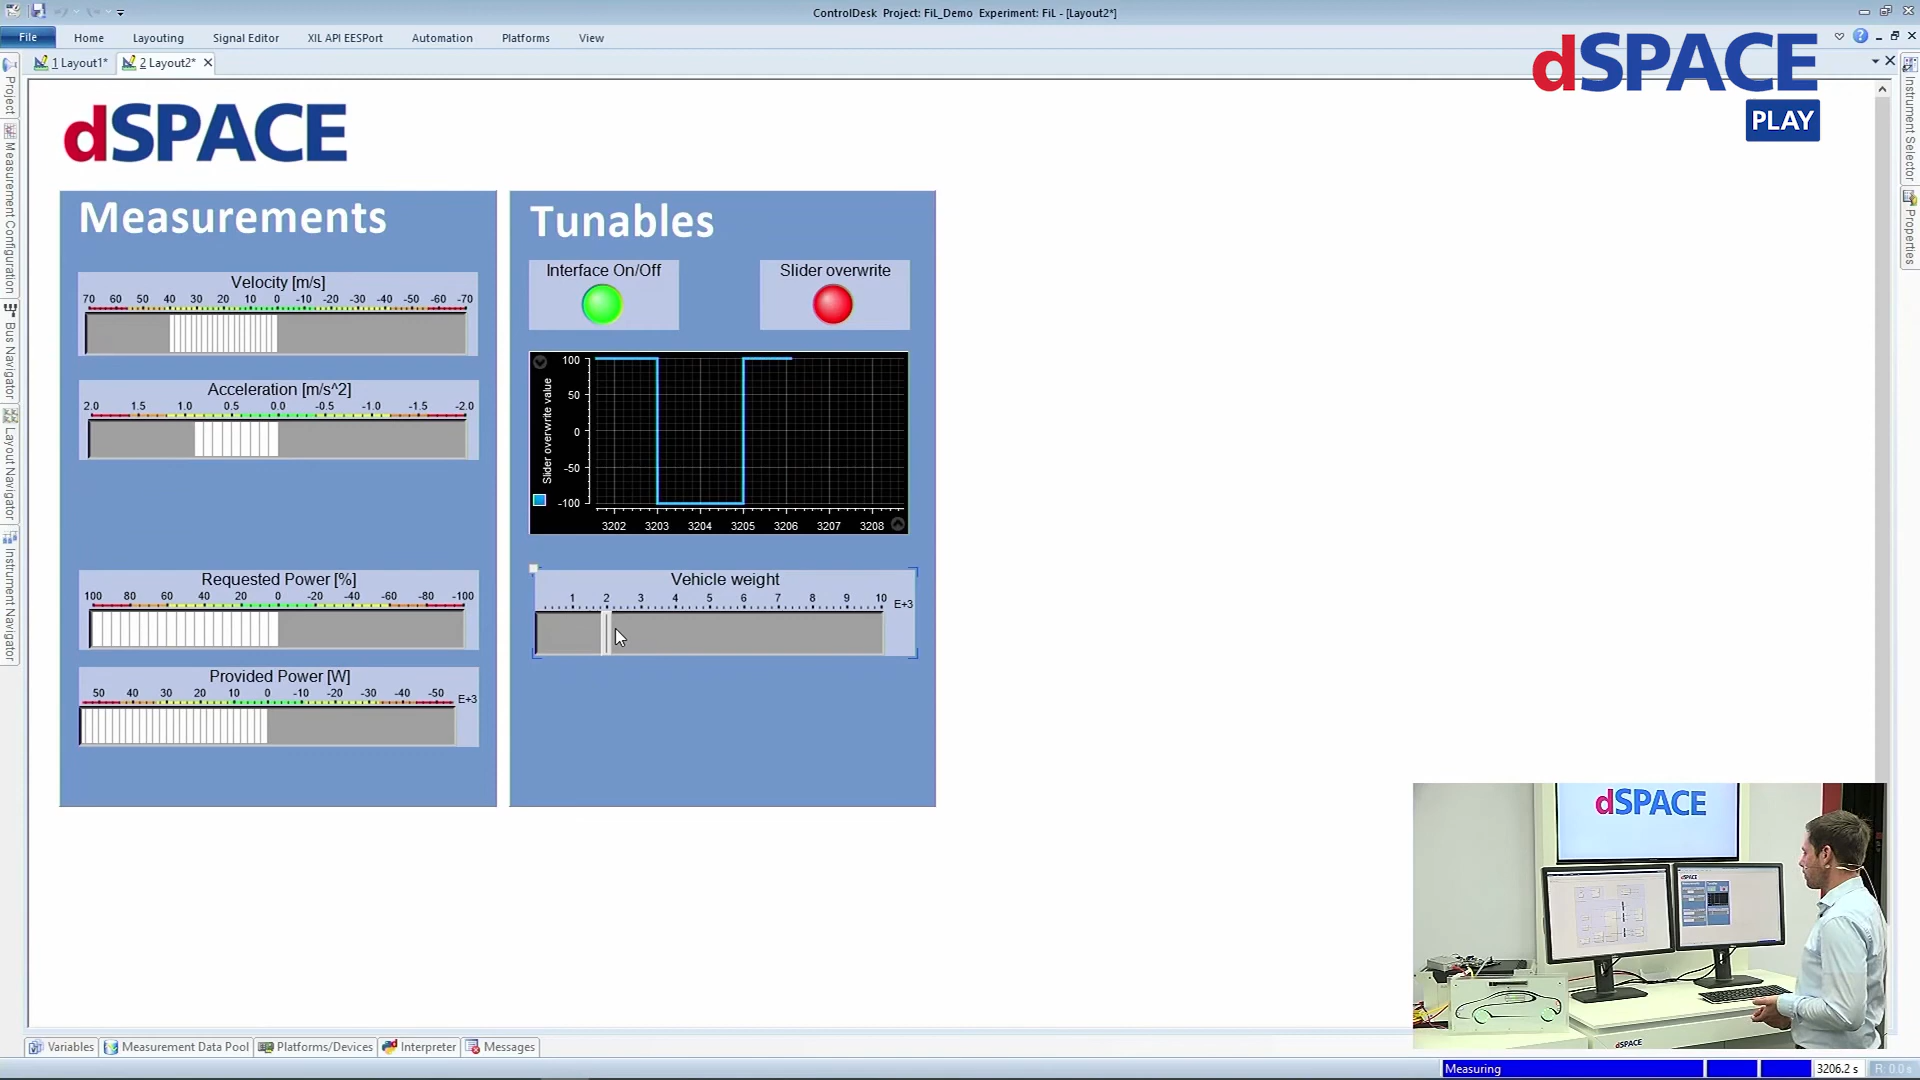 ControlDesk Project: FiL_Demo Experiment: FiL - [Layout2*]
File Home Layouting Signal Editor XIL API EESPort Automation Platforms View
1 Layout1* 2 Layout2*
dSPACE
PLAY
dSPACE
Project
Measurement Configuration
Bus Navigator
Layout Navigator
Instrument Navigator
Instrument Selector
Properties
Measurements
Velocity [m/s]
70 60 50 40 30 20 10 0 -10 -20 -30 -40 -50 -60 -70
Acceleration [m/s^2]
2.0 1.5 1.0 0.5 0.0 -0.5 -1.0 -1.5 -2.0
Requested Power [%]
100 80 60 40 20 0 -20 -40 -60 -80 -100
Provided Power [W]
50 40 30 20 10 0 -10 -20 -30 -40 -50 E+3
Tunables
Interface On/Off
Slider overwrite
Slider overwrite value
100
50
0
-50
-100
3202 3203 3204 3205 3206 3207 3208
Vehicle weight
1 2 3 4 5 6 7 8 9 10 E+3
dSPACE
dSPACE
Variables Measurement Data Pool Platforms/Devices Interpreter Messages
Measuring 3206.2 s